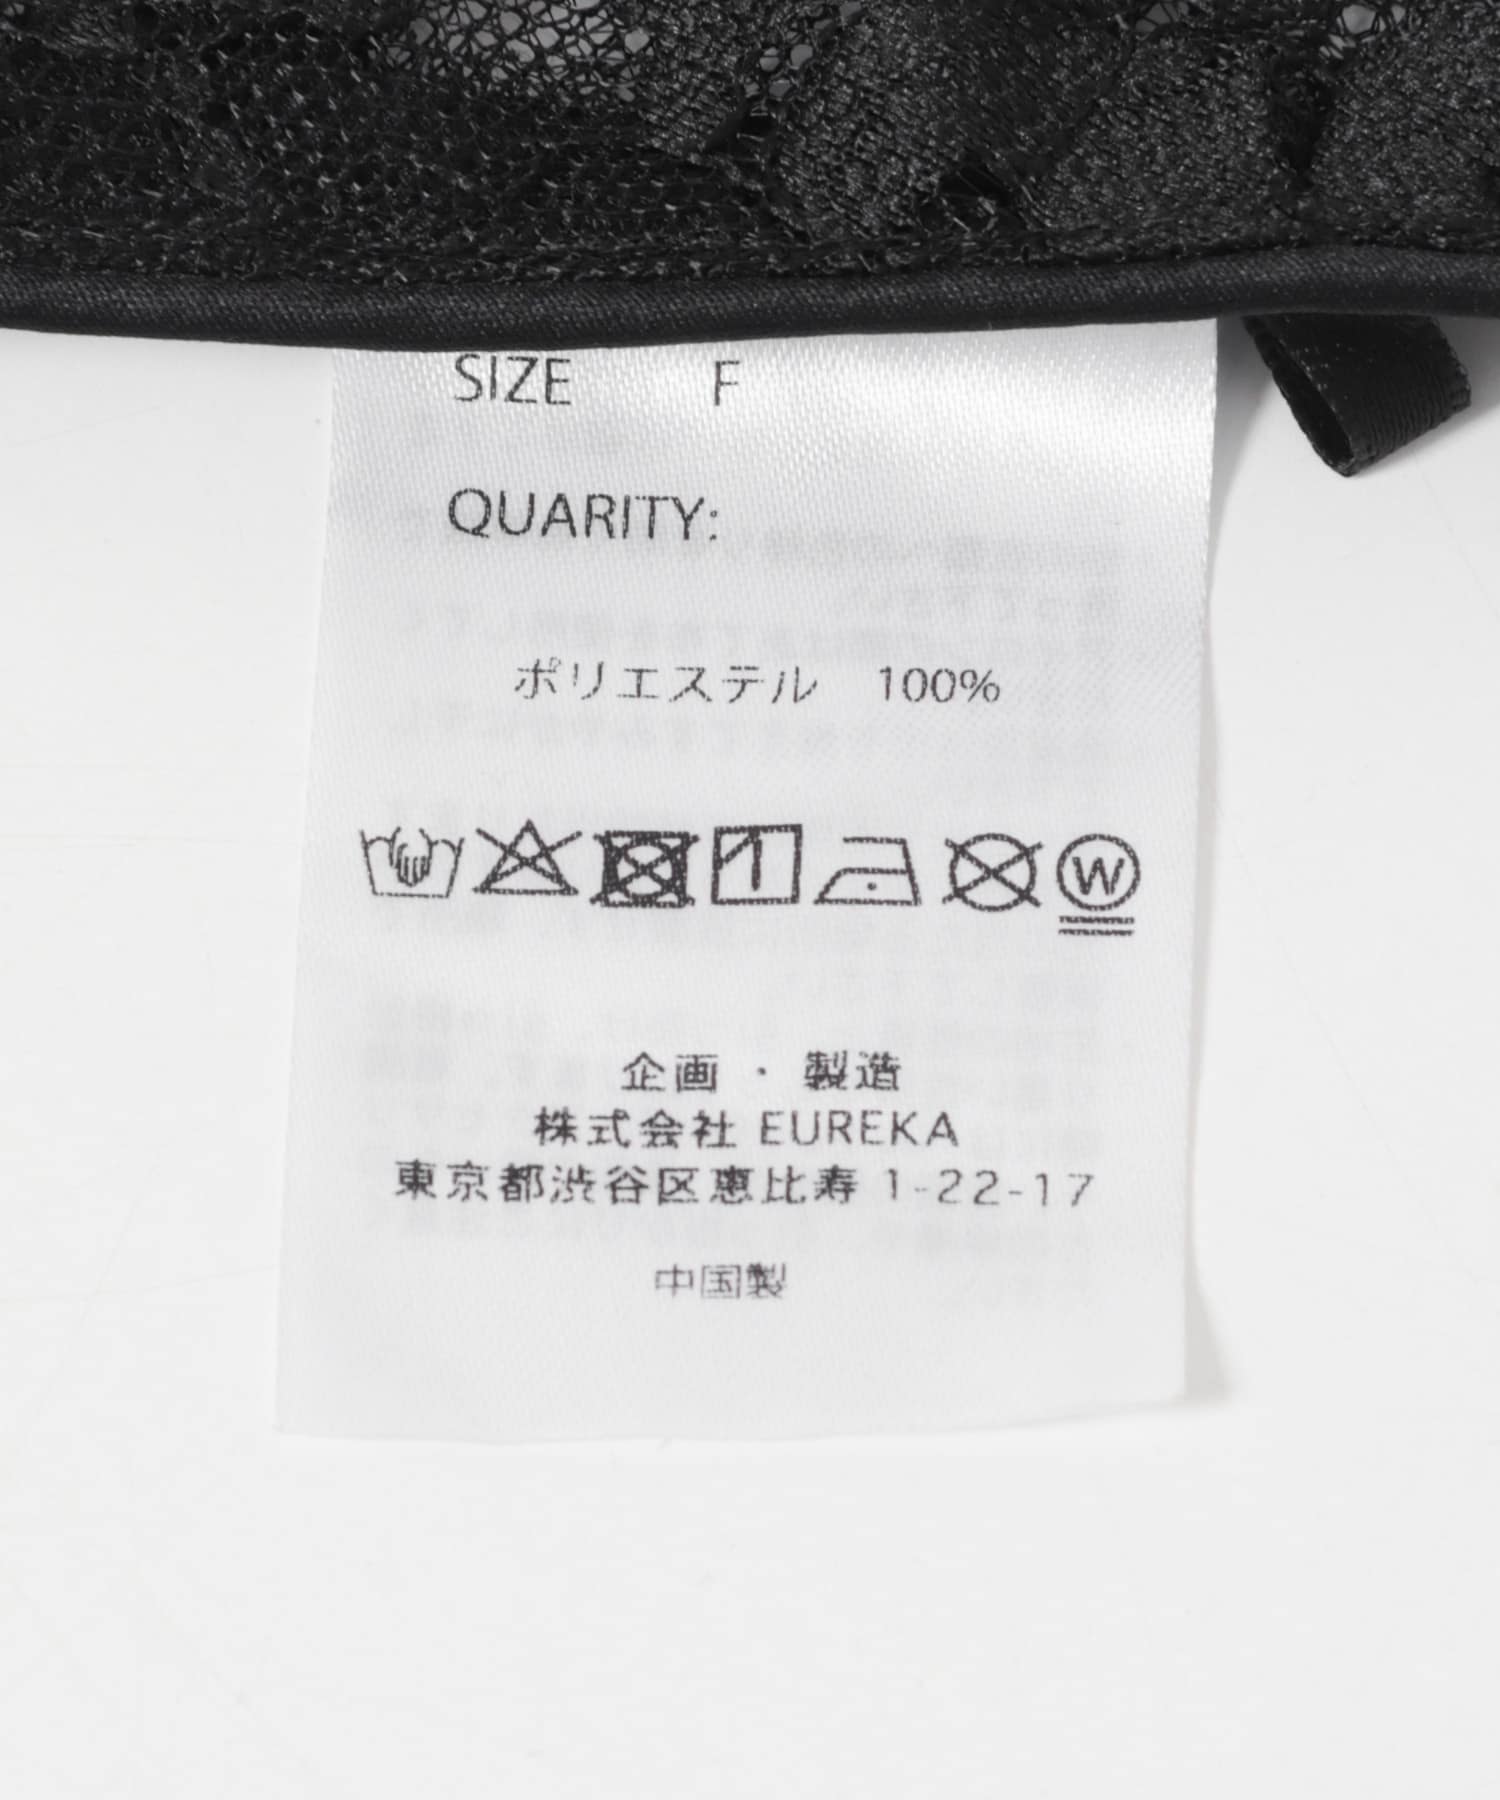 SIZE F
QUARITY:
ポリエステル 100%
W
企画・製造
株式会社 EUREKA
東京都渋谷区恵比寿 1-22-17
中国製